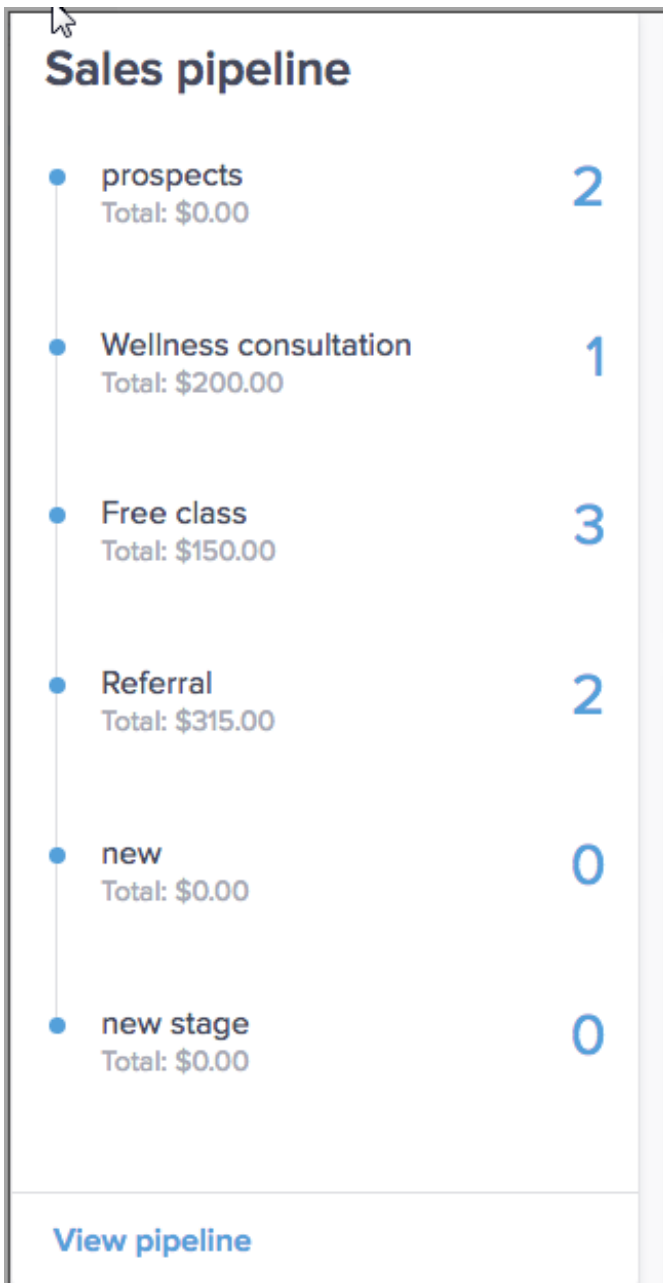 Sales pipeline
prospects 2
Total: $0.00
Wellness consultation 1
Total: $200.00
Free class 3
Total: $150.00
Referral 2
Total: $315.00
new 0
Total: $0.00
new stage 0
Total: $0.00
View pipeline